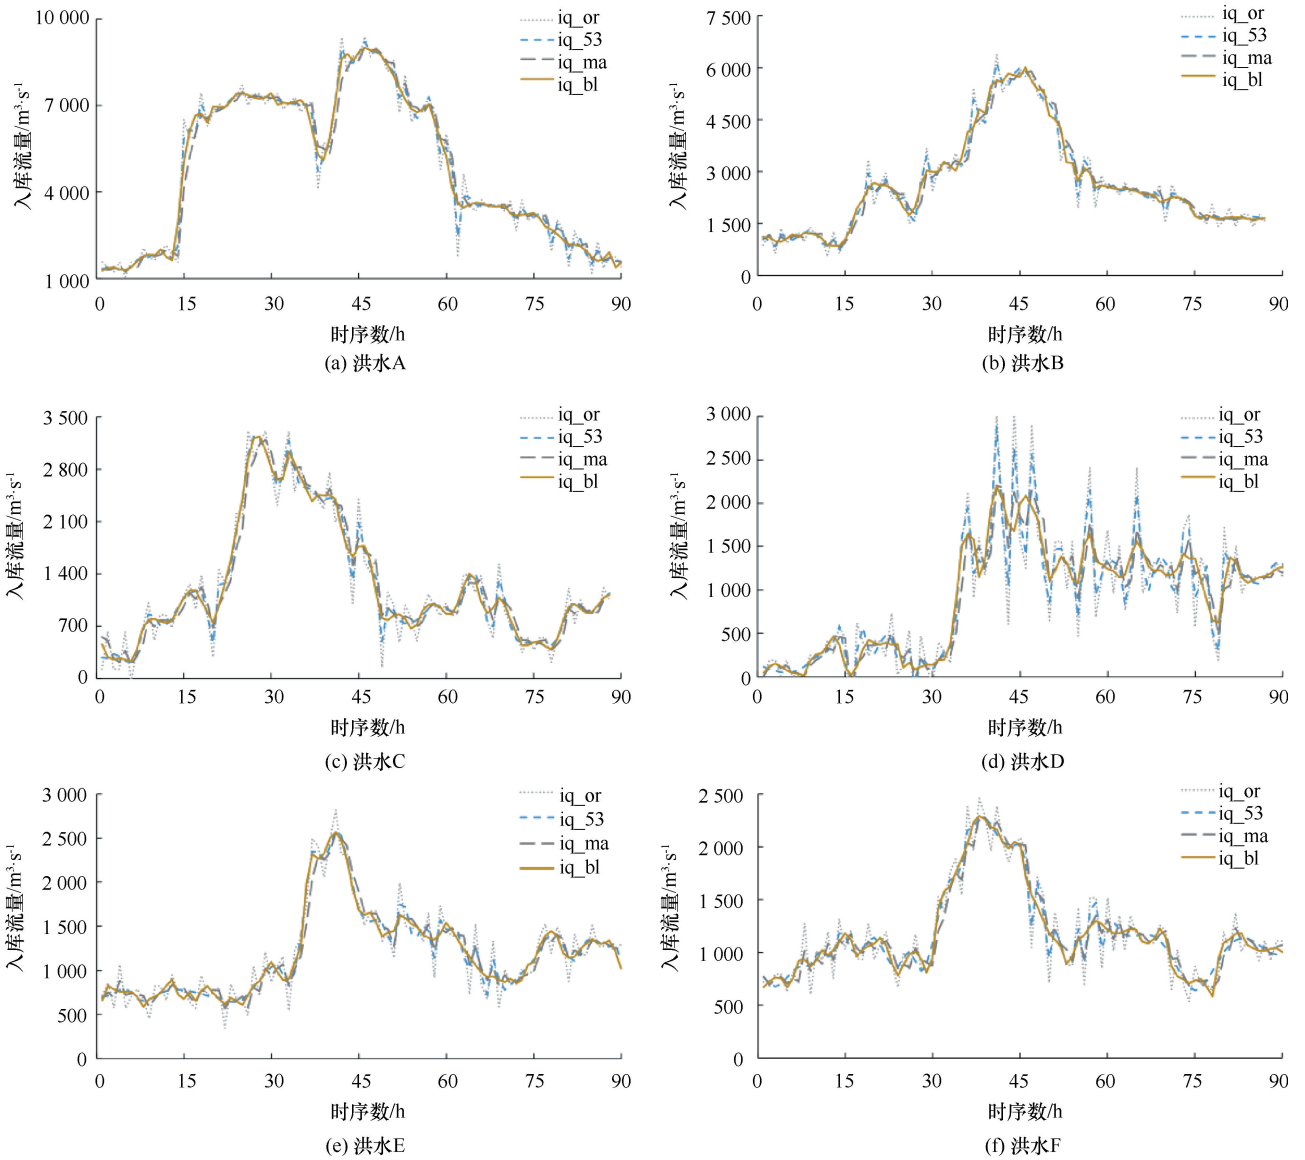 10 000
7 000
4 000
1 000
入库流量/m³·s⁻¹
0 15 30 45 60 75 90
时序数/h
iq_or
iq_53
iq_ma
iq_bl
(a) 洪水A
7 500
6 000
4 500
3 000
1 500
0
入库流量/m³·s⁻¹
0 15 30 45 60 75 90
时序数/h
iq_or
iq_53
iq_ma
iq_bl
(b) 洪水B
3 500
2 800
2 100
1 400
700
0
入库流量/m³·s⁻¹
0 15 30 45 60 75 90
时序数/h
iq_or
iq_53
iq_ma
iq_bl
(c) 洪水C
3 000
2 500
2 000
1 500
1 000
500
0
入库流量/m³·s⁻¹
0 15 30 45 60 75 90
时序数/h
iq_or
iq_53
iq_ma
iq_bl
(d) 洪水D
3 000
2 500
2 000
1 500
1 000
500
0
入库流量/m³·s⁻¹
0 15 30 45 60 75 90
时序数/h
iq_or
iq_53
iq_ma
iq_bl
(e) 洪水E
2 500
2 000
1 500
1 000
500
0
入库流量/m³·s⁻¹
0 15 30 45 60 75 90
时序数/h
iq_or
iq_53
iq_ma
iq_bl
(f) 洪水F